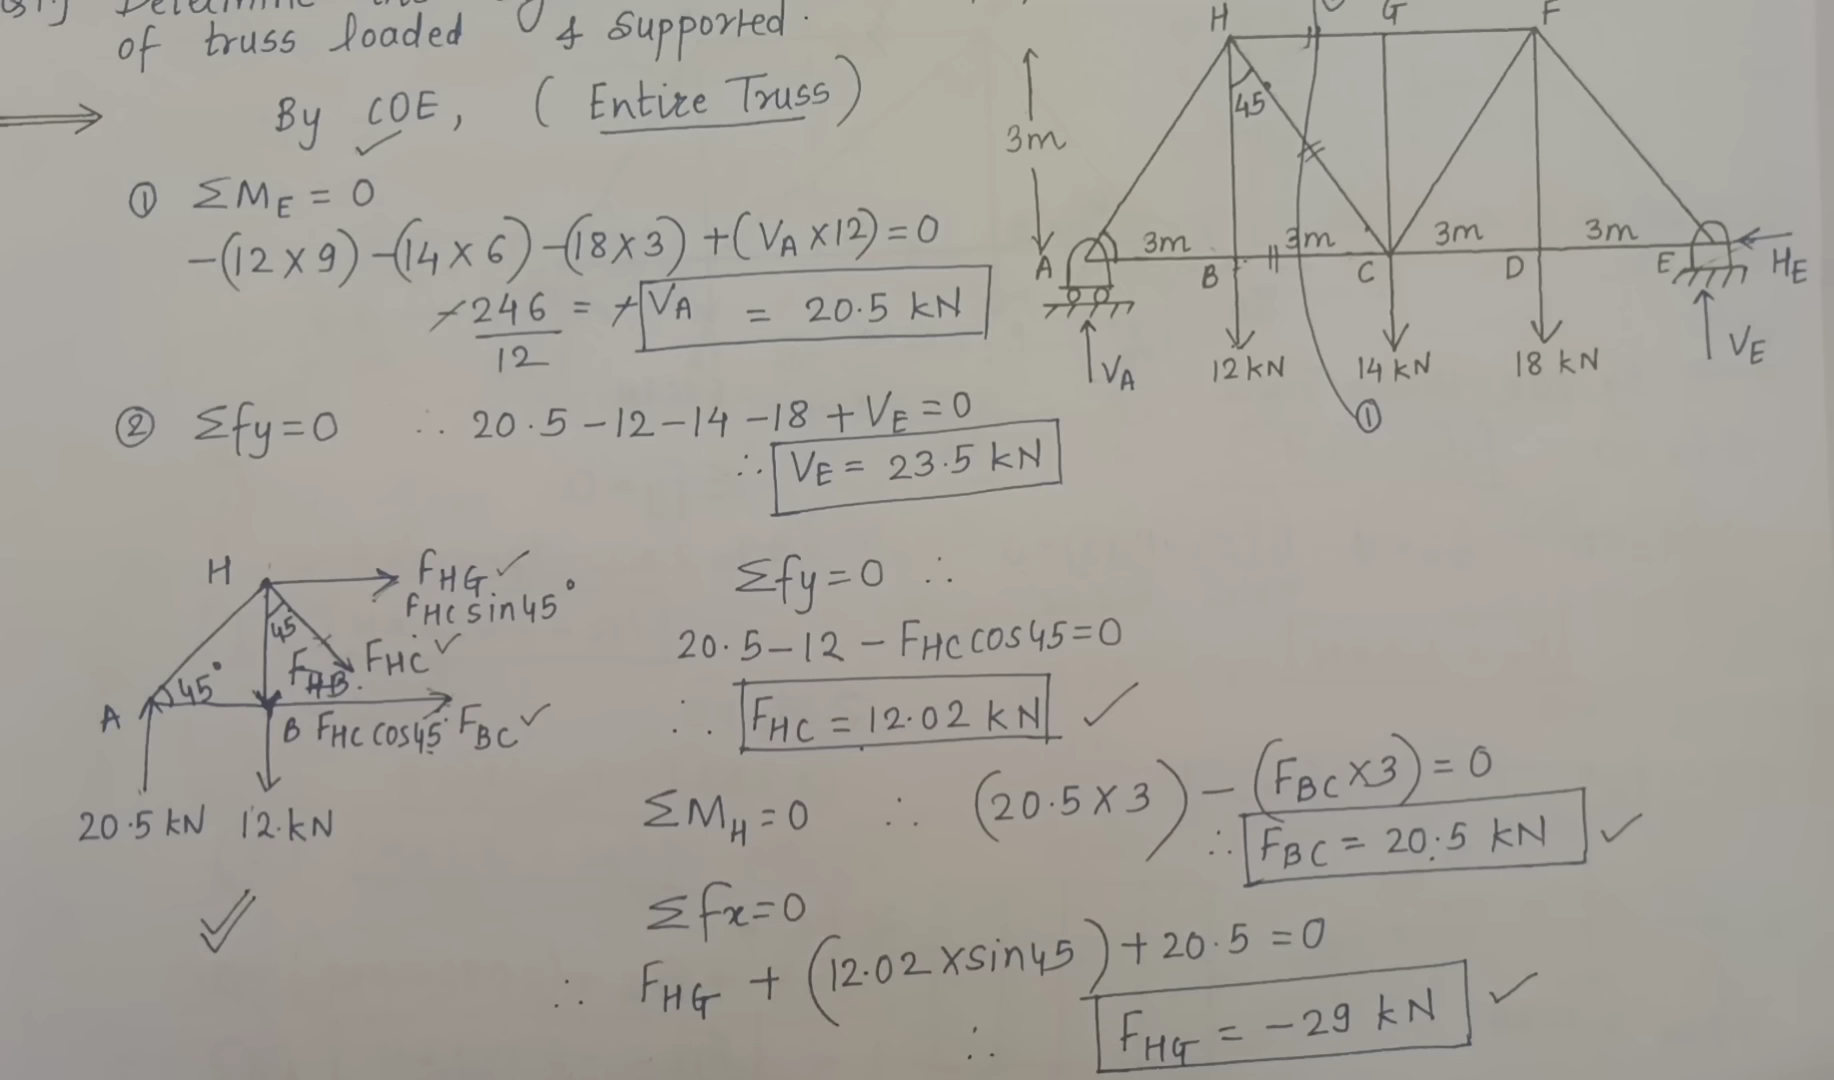 of truss loaded & supported.
By COE, (Entire Truss)
① ΣM_E = 0
-(12 × 9) -(14 × 6) -(18 × 3) + (V_A × 12) = 0
+246/12 = + V_A = 20.5 kN
② Σfy = 0 ∴ 20.5 - 12 - 14 - 18 + V_E = 0
∴ V_E = 23.5 kN
H G F
45
3m
A 3m B 3m C 3m D 3m E H_E
V_A 12 kN 14 kN 18 kN V_E
①
H F_HG ✓
F_HC sin45°
45 F_HC ✓
F_HB.
A 45° B F_HC cos45° F_BC ✓
20.5 kN 12 kN
Σfy = 0 ∴
20.5 - 12 - F_HC cos45 = 0
∴ F_HC = 12.02 kN ✓
ΣM_H = 0 ∴ (20.5 × 3) - (F_BC × 3) = 0
∴ F_BC = 20.5 kN ✓
Σfx = 0
∴ F_HG + (12.02 × sin45) + 20.5 = 0
∴ F_HG = -29 kN ✓